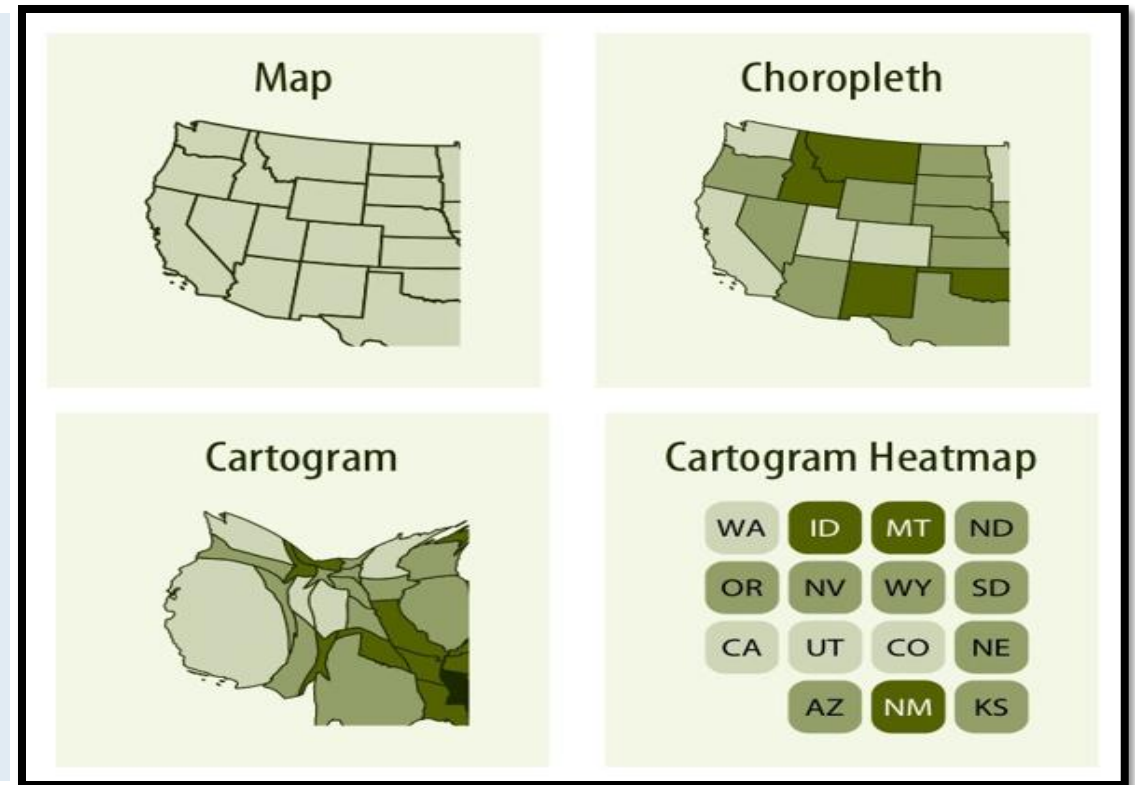 Map
Choropleth
Cartogram
Cartogram Heatmap
WA ID MT ND
OR NV WY SD
CA UT CO NE
AZ NM KS